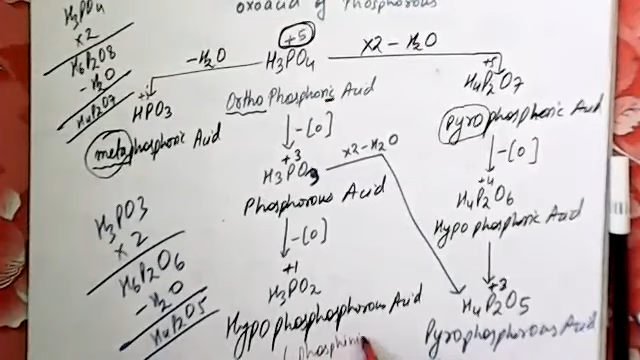 oxoacid of Phosphorous
H3PO4
x2
H6P2O8
-H2O
H4P2O7
+5
-H2O H3PO4 x2-H2O
HPO3
metaphosphoric Acid
Ortho Phosphoric Acid
+5
H4P2O7
pyrophosphoric Acid
-[O]
-[O]
+3
H3PO3
x2-H2O
Phosphorous Acid
+4
H4P2O6
Hypo phosphoric Acid
-[O]
+1
H3PO2
Hypophosphorous Acid
+3
H4P2O5
Pyrophosphorous Acid
H3PO3
x2
H6P2O6
-H2O
H4P2O5